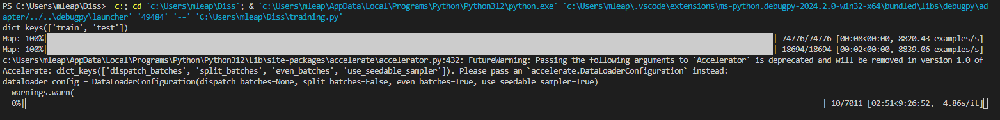 PS C:\Users\mleap\Diss>  c:; cd 'c:\Users\mleap\Diss'; & 'c:\Users\mleap\AppData\Local\Programs\Python\Python312\python.exe' 'c:\Users\mleap\.vscode\extensions\ms-python.debugpy-2024.2.0-win32-x64\bundled\libs\debugpy\ad
apter/../..\debugpy\launcher' '49484' '--' 'C:\Users\mleap\Diss\training.py'
dict_keys(['train', 'test'])
Map: 100%| | 74776/74776 [00:08<00:00, 8820.43 examples/s]
Map: 100%| | 18694/18694 [00:02<00:00, 8839.06 examples/s]
c:\Users\mleap\AppData\Local\Programs\Python\Python312\Lib\site-packages\accelerate\accelerator.py:432: FutureWarning: Passing the following arguments to `Accelerator` is deprecated and will be removed in version 1.0 of
Accelerate: dict_keys(['dispatch_batches', 'split_batches', 'even_batches', 'use_seedable_sampler']). Please pass an `accelerate.DataLoaderConfiguration` instead:
dataloader_config = DataLoaderConfiguration(dispatch_batches=None, split_batches=False, even_batches=True, use_seedable_sampler=True)
  warnings.warn(
  0%| | 10/7011 [02:51<9:26:52,  4.86s/it]